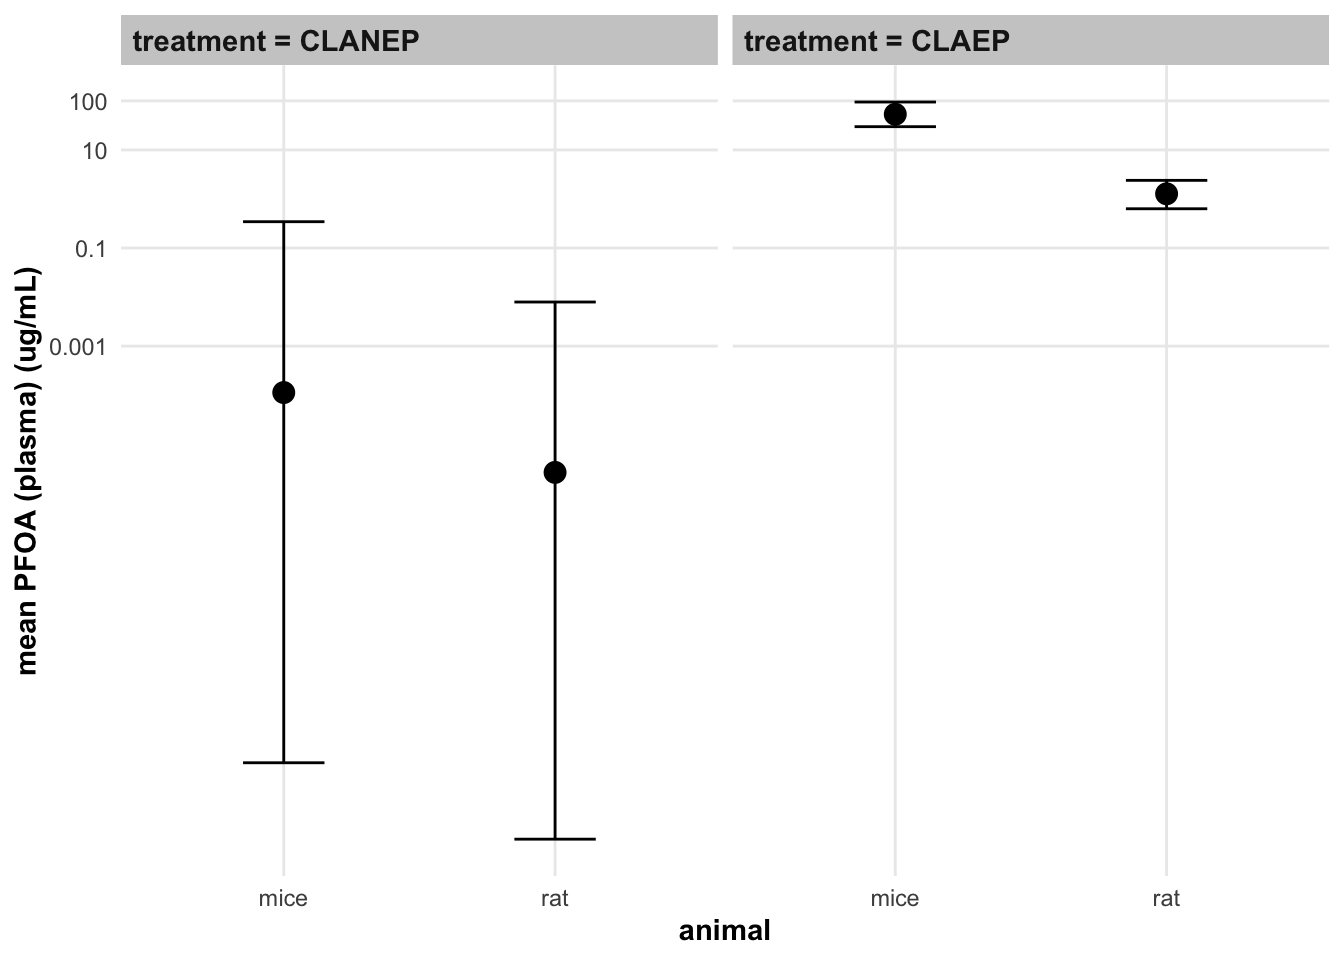 treatment = CLANEP
treatment = CLAEP
100
10
0.1
0.001
mean PFOA (plasma) (ug/mL)
mice
rat
mice
rat
animal